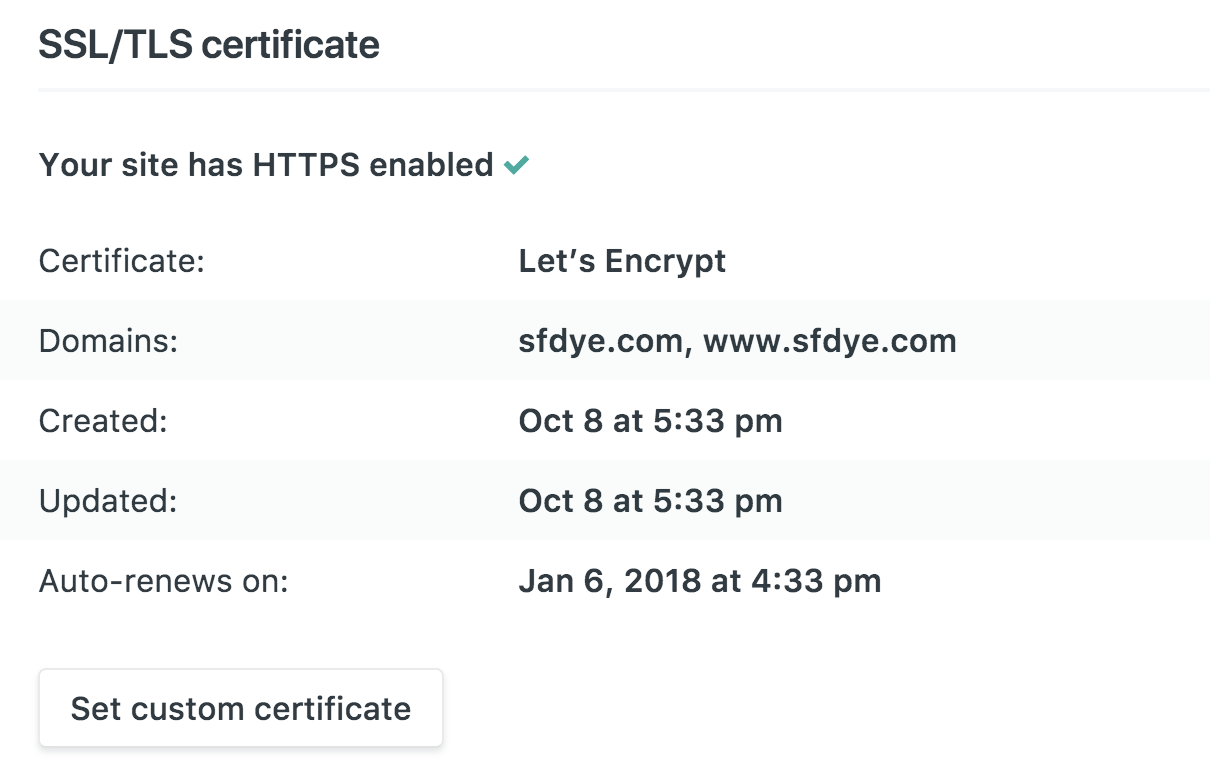 SSL/TLS certificate
Your site has HTTPS enabled
Certificate: Let’s Encrypt
Domains: sfdye.com, www.sfdye.com
Created: Oct 8 at 5:33 pm
Updated: Oct 8 at 5:33 pm
Auto-renews on: Jan 6, 2018 at 4:33 pm
Set custom certificate